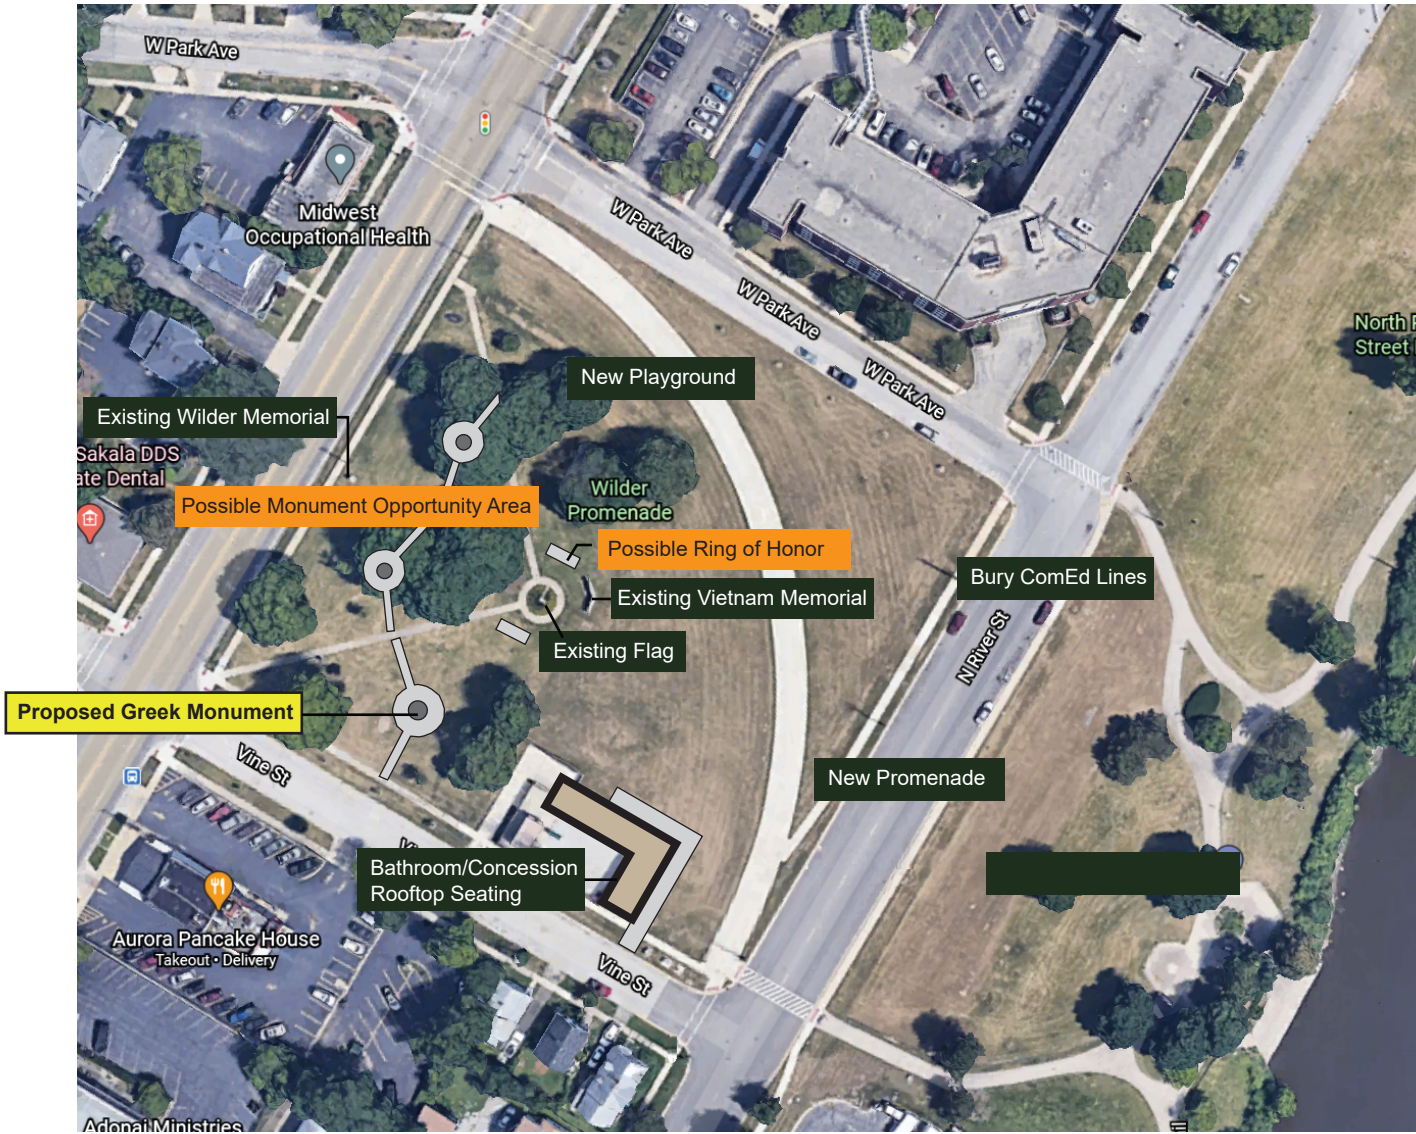 W Park Ave
Midwest
Occupational Health
W Park Ave
W Park Ave
W Park Ave
North
Street
New Playground
Existing Wilder Memorial
Sakala DDS
ate Dental
Possible Monument Opportunity Area
Wilder
Promenade
Possible Ring of Honor
Bury ComEd Lines
Existing Vietnam Memorial
Existing Flag
N River St
Proposed Greek Monument
Vine St
New Promenade
Bathroom/Concession
Rooftop Seating
Aurora Pancake House
Takeout • Delivery
Vine St
Adonai Ministries